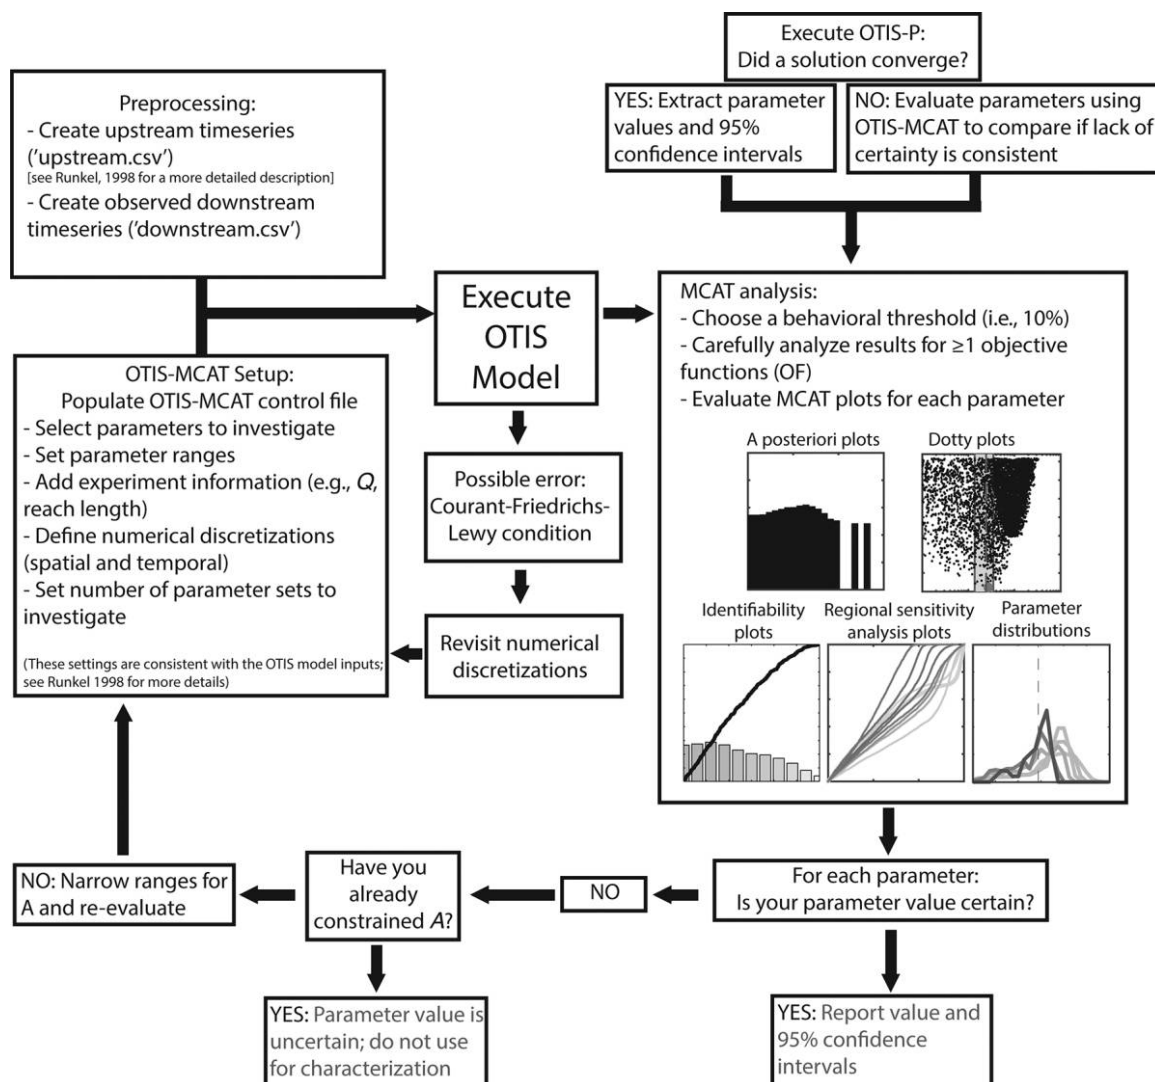 Preprocessing:
- Create upstream timeseries
('upstream.csv')
[see Runkel, 1998 for a more detailed description]
- Create observed downstream
timeseries ('downstream.csv')
Execute OTIS-P:
Did a solution converge?
YES: Extract parameter
values and 95%
confidence intervals
NO: Evaluate parameters using
OTIS-MCAT to compare if lack of
certainty is consistent
Execute
OTIS
Model
OTIS-MCAT Setup:
Populate OTIS-MCAT control file
- Select parameters to investigate
- Set parameter ranges
- Add experiment information (e.g., Q,
reach length)
- Define numerical discretizations
(spatial and temporal)
- Set number of parameter sets to
investigate
(These settings are consistent with the OTIS model inputs;
see Runkel 1998 for more details)
Possible error:
Courant-Friedrichs-
Lewy condition
Revisit numerical
discretizations
MCAT analysis:
- Choose a behavioral threshold (i.e., 10%)
- Carefully analyze results for ≥1 objective
functions (OF)
- Evaluate MCAT plots for each parameter
A posteriori plots
Dotty plots
Identifiability
plots
Regional sensitivity
analysis plots
Parameter
distributions
For each parameter:
Is your parameter value certain?
NO
Have you
already
constrained A?
NO: Narrow ranges for
A and re-evaluate
YES: Parameter value is
uncertain; do not use
for characterization
YES: Report value and
95% confidence
intervals